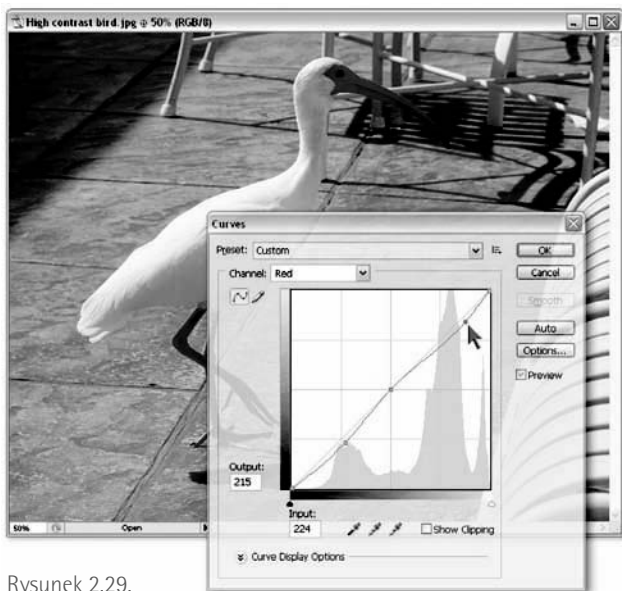 High contrast bird.jpg @ 50% (RGB/8)
Curves
Preset: Custom
OK
Channel: Red
Cancel
Smooth
Auto
Options...
Preview
Output:
215
Input:
224
Show Clipping
50%
Open
Curve Display Options
Rysunek 2.29.